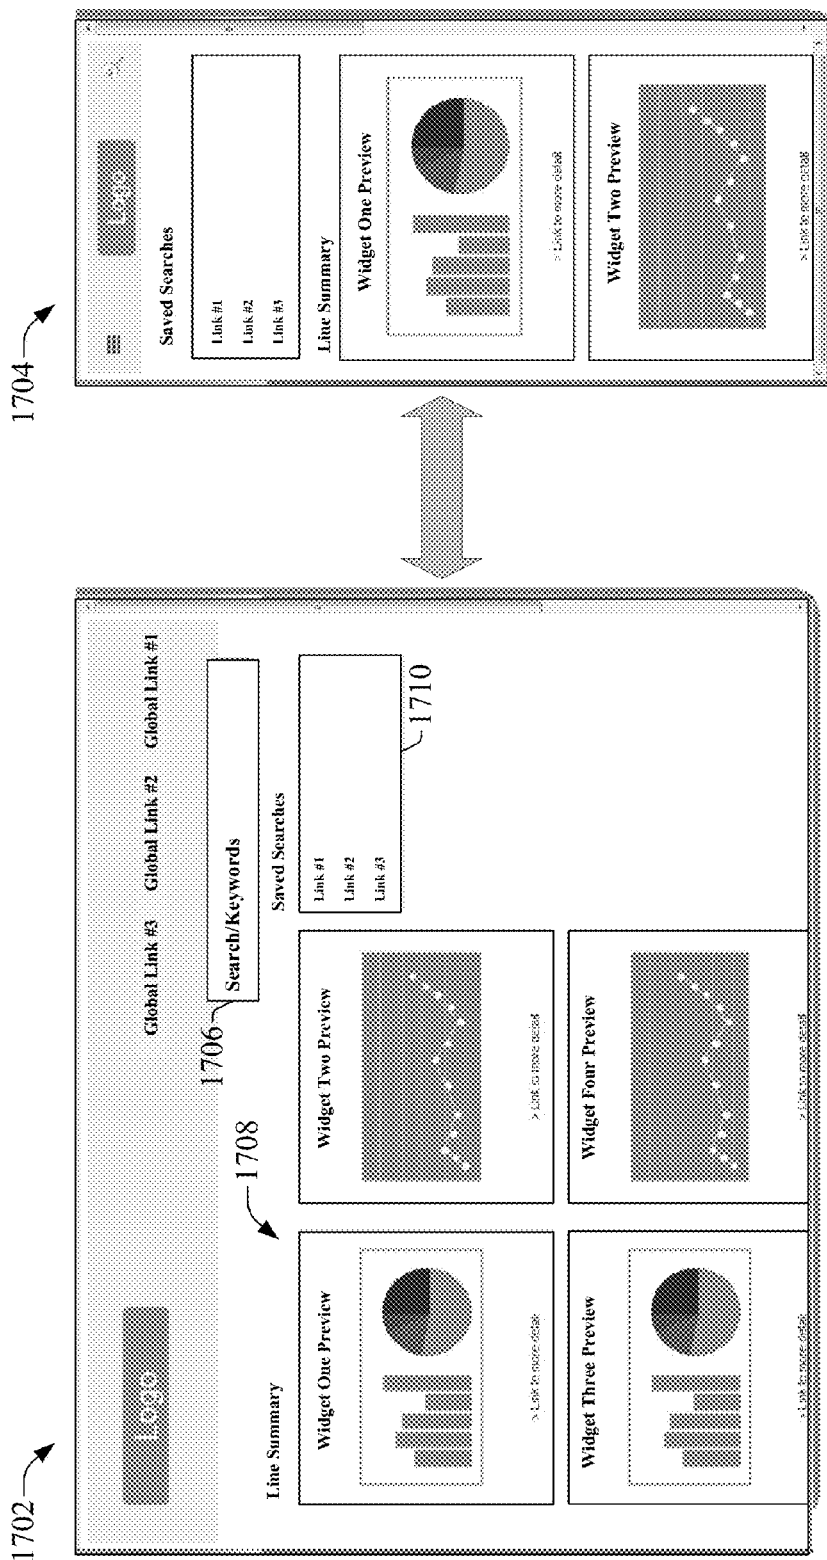 1702
Logo
Global Link #3 Global Link #2 Global Link #1
1706
Search/Keywords
1708
Line Summary
Saved Searches
Widget One Preview
> Link to more detail
Widget Two Preview
> Link to more detail
Link #1
Link #2
Link #3
1710
Widget Three Preview
> Link to more detail
Widget Four Preview
> Link to more detail
1704
Logo
Saved Searches
Link #1
Link #2
Link #3
Line Summary
Widget One Preview
> Link to more detail
Widget Two Preview
> Link to more detail